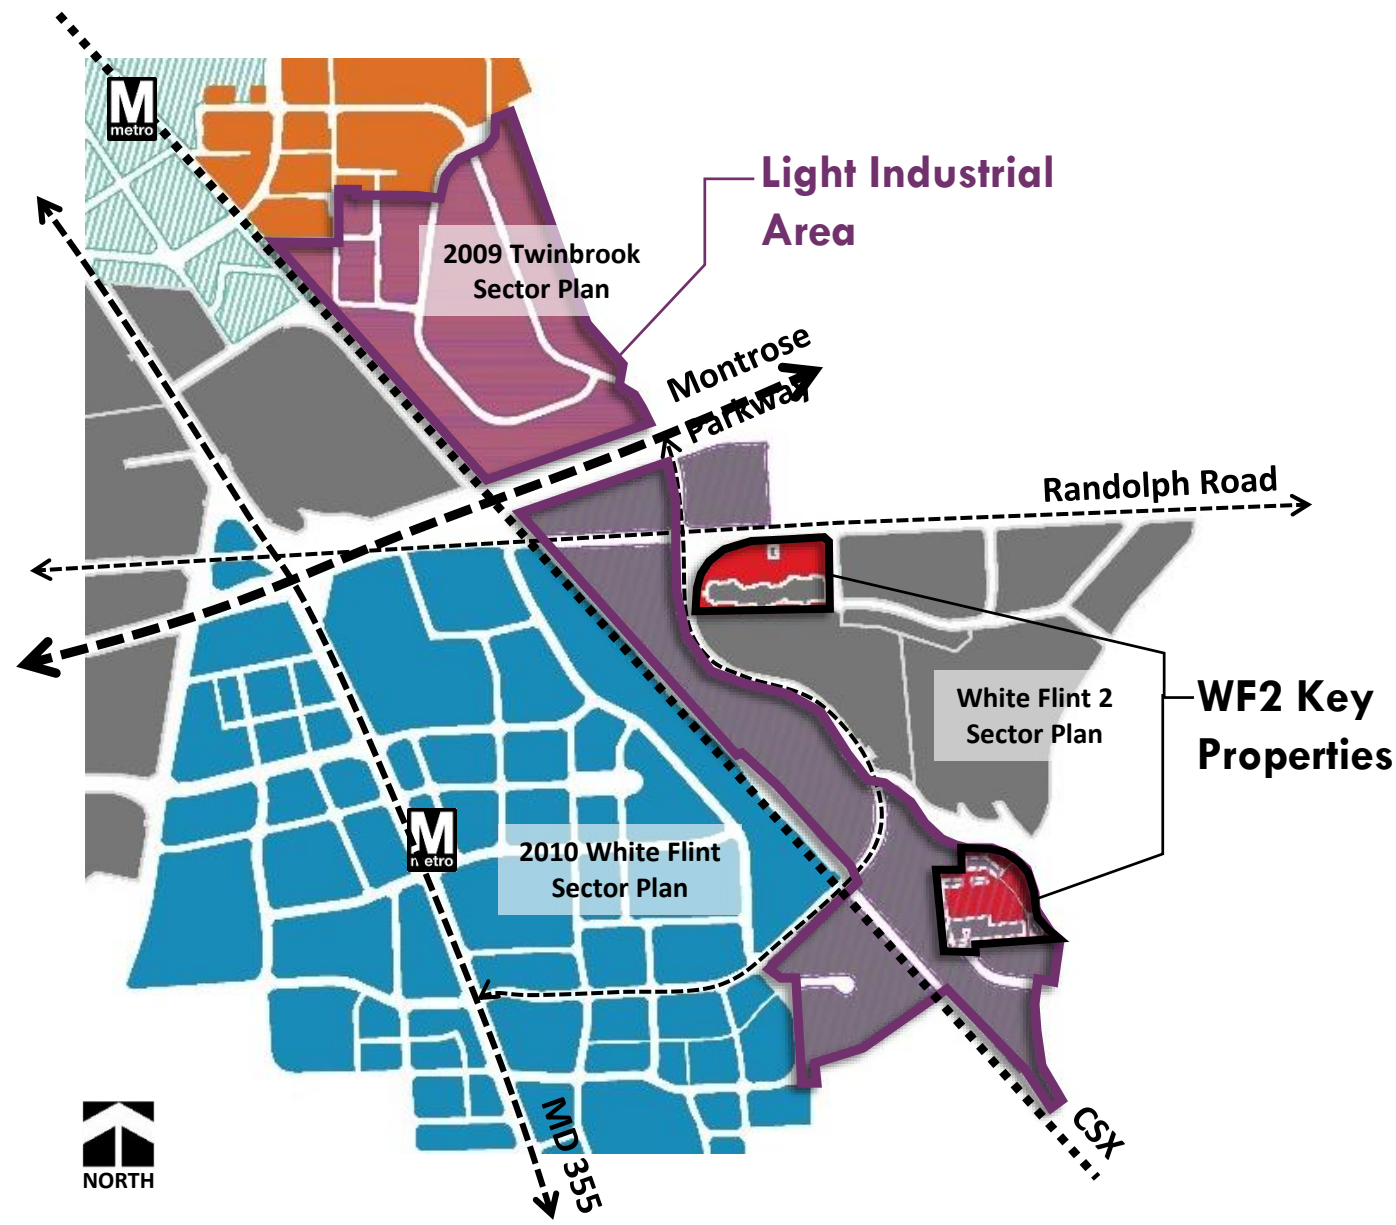 M
metro
Light Industrial
Area
2009 Twinbrook
Sector Plan
Montrose
Parkway
Randolph Road
White Flint 2
Sector Plan
WF2 Key
Properties
M
metro
2010 White Flint
Sector Plan
MD 355
CSX
NORTH